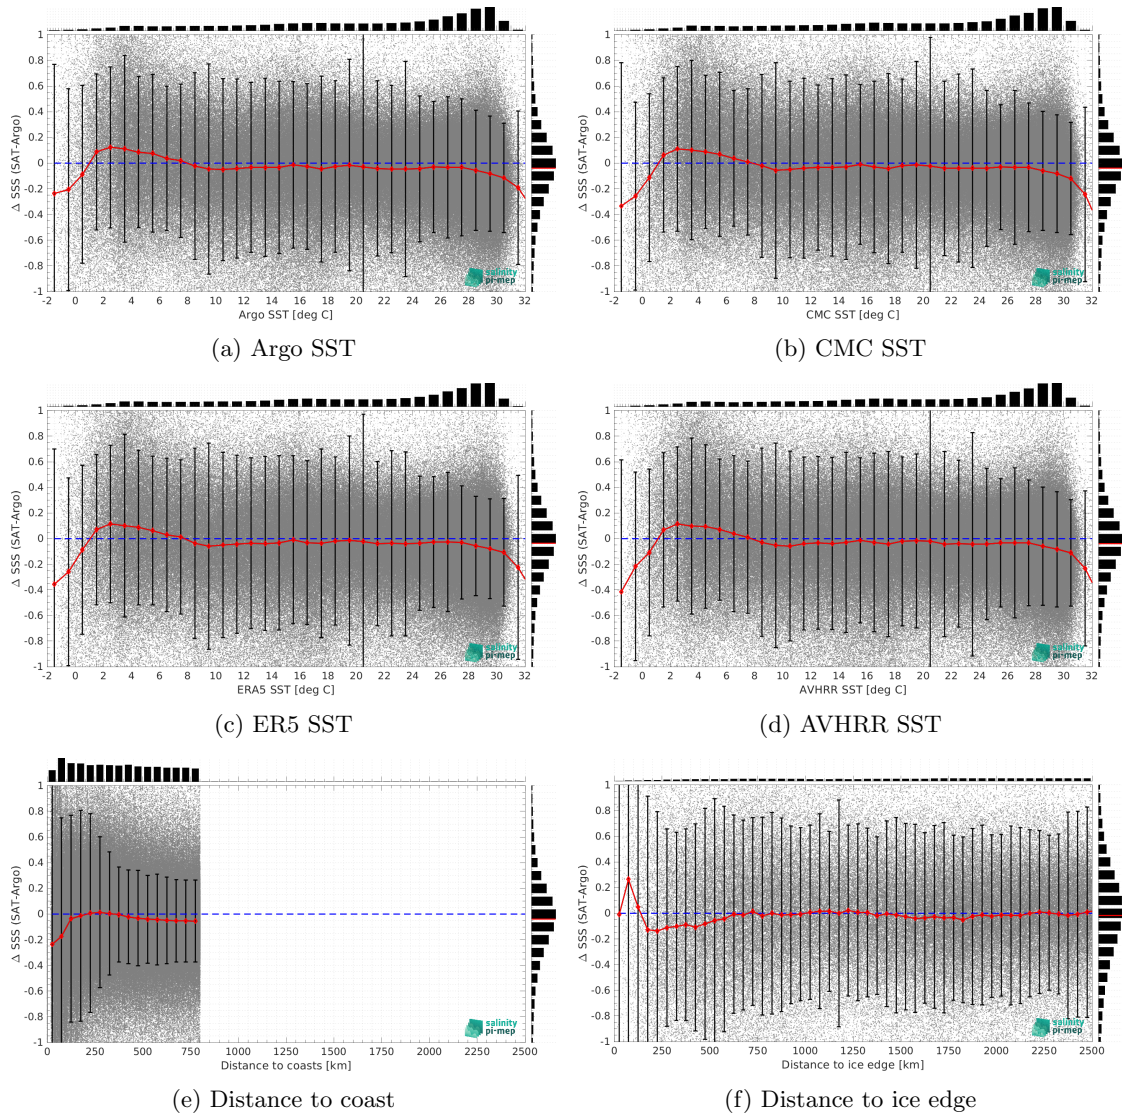 1
0.8
0.6
0.4
0.2
0
-0.2
-0.4
-0.6
-0.8
-1
Δ SSS (SAT-Argo)
salinity
pi-mep
-2 0 2 4 6 8 10 12 14 16 18 20 22 24 26 28 30 32
Argo SST [deg C]
(a) Argo SST
1
0.8
0.6
0.4
0.2
0
-0.2
-0.4
-0.6
-0.8
-1
Δ SSS (SAT-Argo)
salinity
pi-mep
-2 0 2 4 6 8 10 12 14 16 18 20 22 24 26 28 30 32
CMC SST [deg C]
(b) CMC SST
1
0.8
0.6
0.4
0.2
0
-0.2
-0.4
-0.6
-0.8
-1
Δ SSS (SAT-Argo)
salinity
pi-mep
-2 0 2 4 6 8 10 12 14 16 18 20 22 24 26 28 30 32
ERA5 SST [deg C]
(c) ER5 SST
1
0.8
0.6
0.4
0.2
0
-0.2
-0.4
-0.6
-0.8
-1
Δ SSS (SAT-Argo)
salinity
pi-mep
-2 0 2 4 6 8 10 12 14 16 18 20 22 24 26 28 30 32
AVHRR SST [deg C]
(d) AVHRR SST
1
0.8
0.6
0.4
0.2
0
-0.2
-0.4
-0.6
-0.8
-1
Δ SSS (SAT-Argo)
salinity
pi-mep
0 250 500 750 1000 1250 1500 1750 2000 2250 2500
Distance to coasts [km]
(e) Distance to coast
1
0.8
0.6
0.4
0.2
0
-0.2
-0.4
-0.6
-0.8
-1
Δ SSS (SAT-Argo)
salinity
pi-mep
0 250 500 750 1000 1250 1500 1750 2000 2250 2500
Distance to ice edge [km]
(f) Distance to ice edge